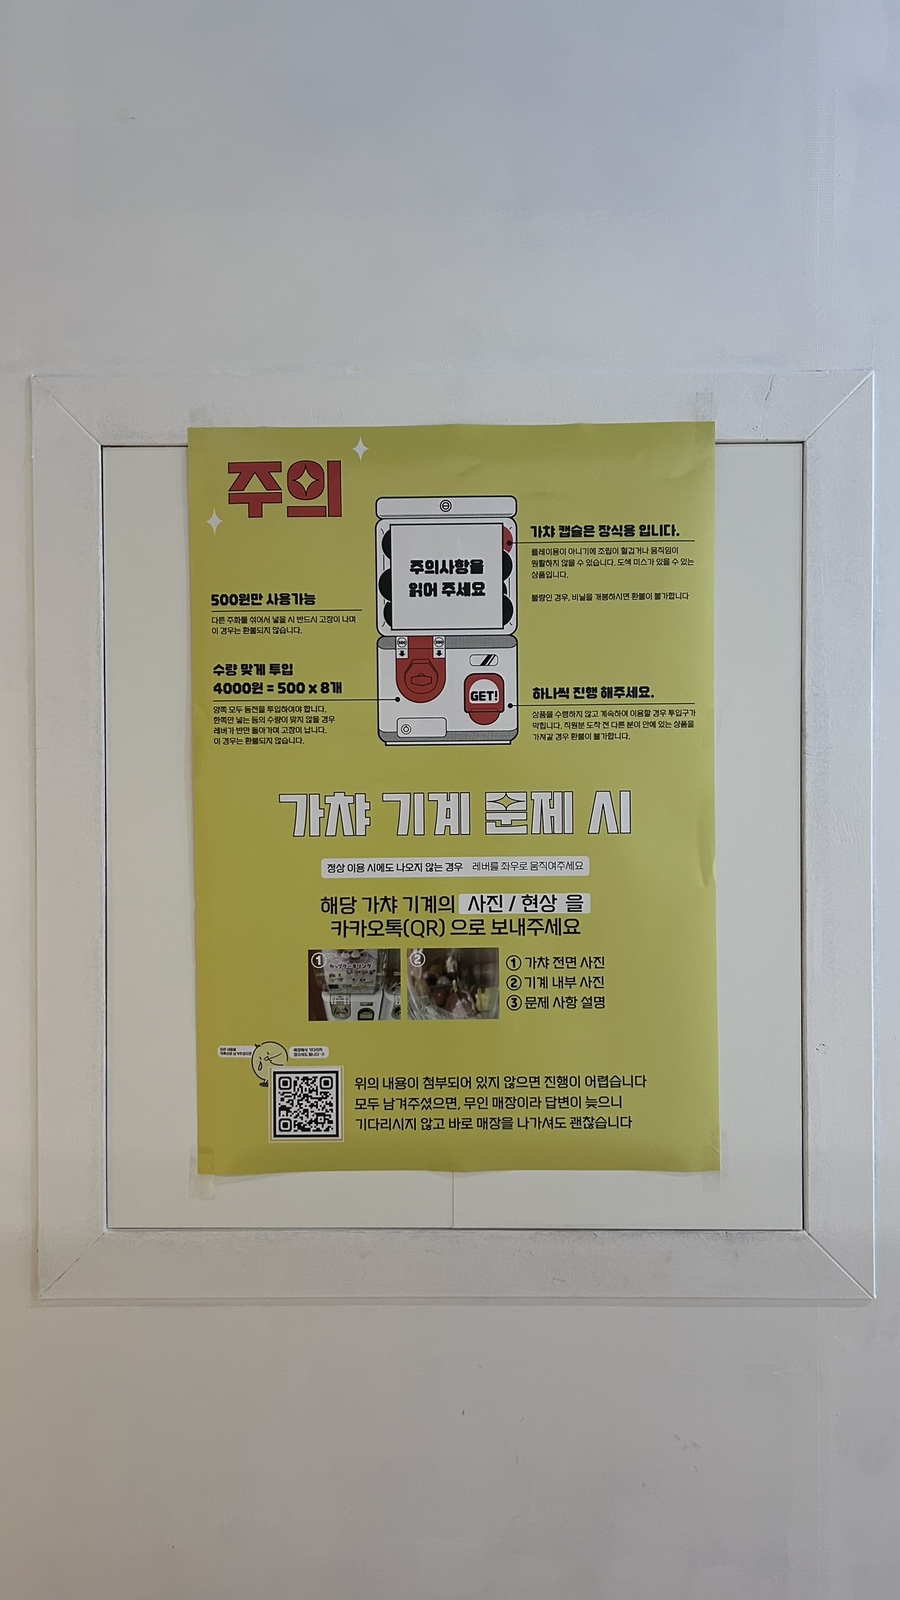 주의
주의사항을
읽어 주세요
500원만 사용가능
다른 주화를 섞어서 넣을 시 반드시 고장이 나며
이 경우는 환불되지 않습니다.
수량 맞게 투입
4000원 = 500 x 8개
양쪽 모두 동전을 투입하여야 합니다.
한쪽만 넣는 등의 수량이 맞지 않을 경우
레버가 반만 돌아가며 고장이 납니다.
이 경우는 환불되지 않습니다.
가챠 캡슐은 장식용 입니다.
플레이용이 아니기에 조립이 헐겁거나 움직임이
원활하지 않을 수 있습니다. 도색 미스가 있을 수 있는
상품입니다.
불량인 경우, 비닐을 개봉하시면 환불이 불가합니다
GET!
하나씩 진행 해주세요.
상품을 수령하지 않고 계속하여 이용할 경우 투입구가
막힙니다. 직원분 도착 전 다른 분이 안에 있는 상품을
가져갈 경우 환불이 불가합니다.
가챠 기계 문제 시
정상 이용 시에도 나오지 않는 경우 레버를 좌우로 움직여주세요
해당 가챠 기계의 사진 / 현상 을
카카오톡(QR) 으로 보내주세요
① ②
① 가챠 전면 사진
② 기계 내부 사진
③ 문제 사항 설명
위의 내용이 첨부되어 있지 않으면 진행이 어렵습니다
모두 남겨주셨으면, 무인 매장이라 답변이 늦으니
기다리시지 않고 바로 매장을 나가셔도 괜찮습니다